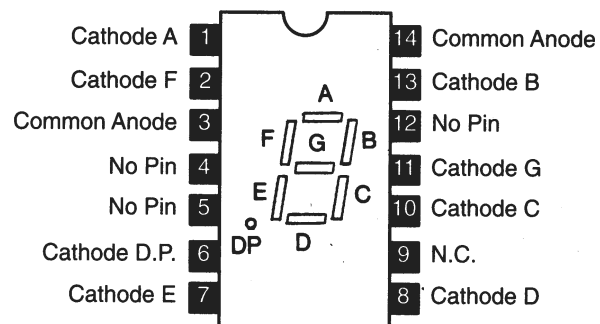 Cathode A 1
Cathode F 2
Common Anode 3
No Pin 4
No Pin 5
Cathode D.P. 6
Cathode E 7
A
F G B
E C
DP D
14 Common Anode
13 Cathode B
12 No Pin
11 Cathode G
10 Cathode C
9 N.C.
8 Cathode D